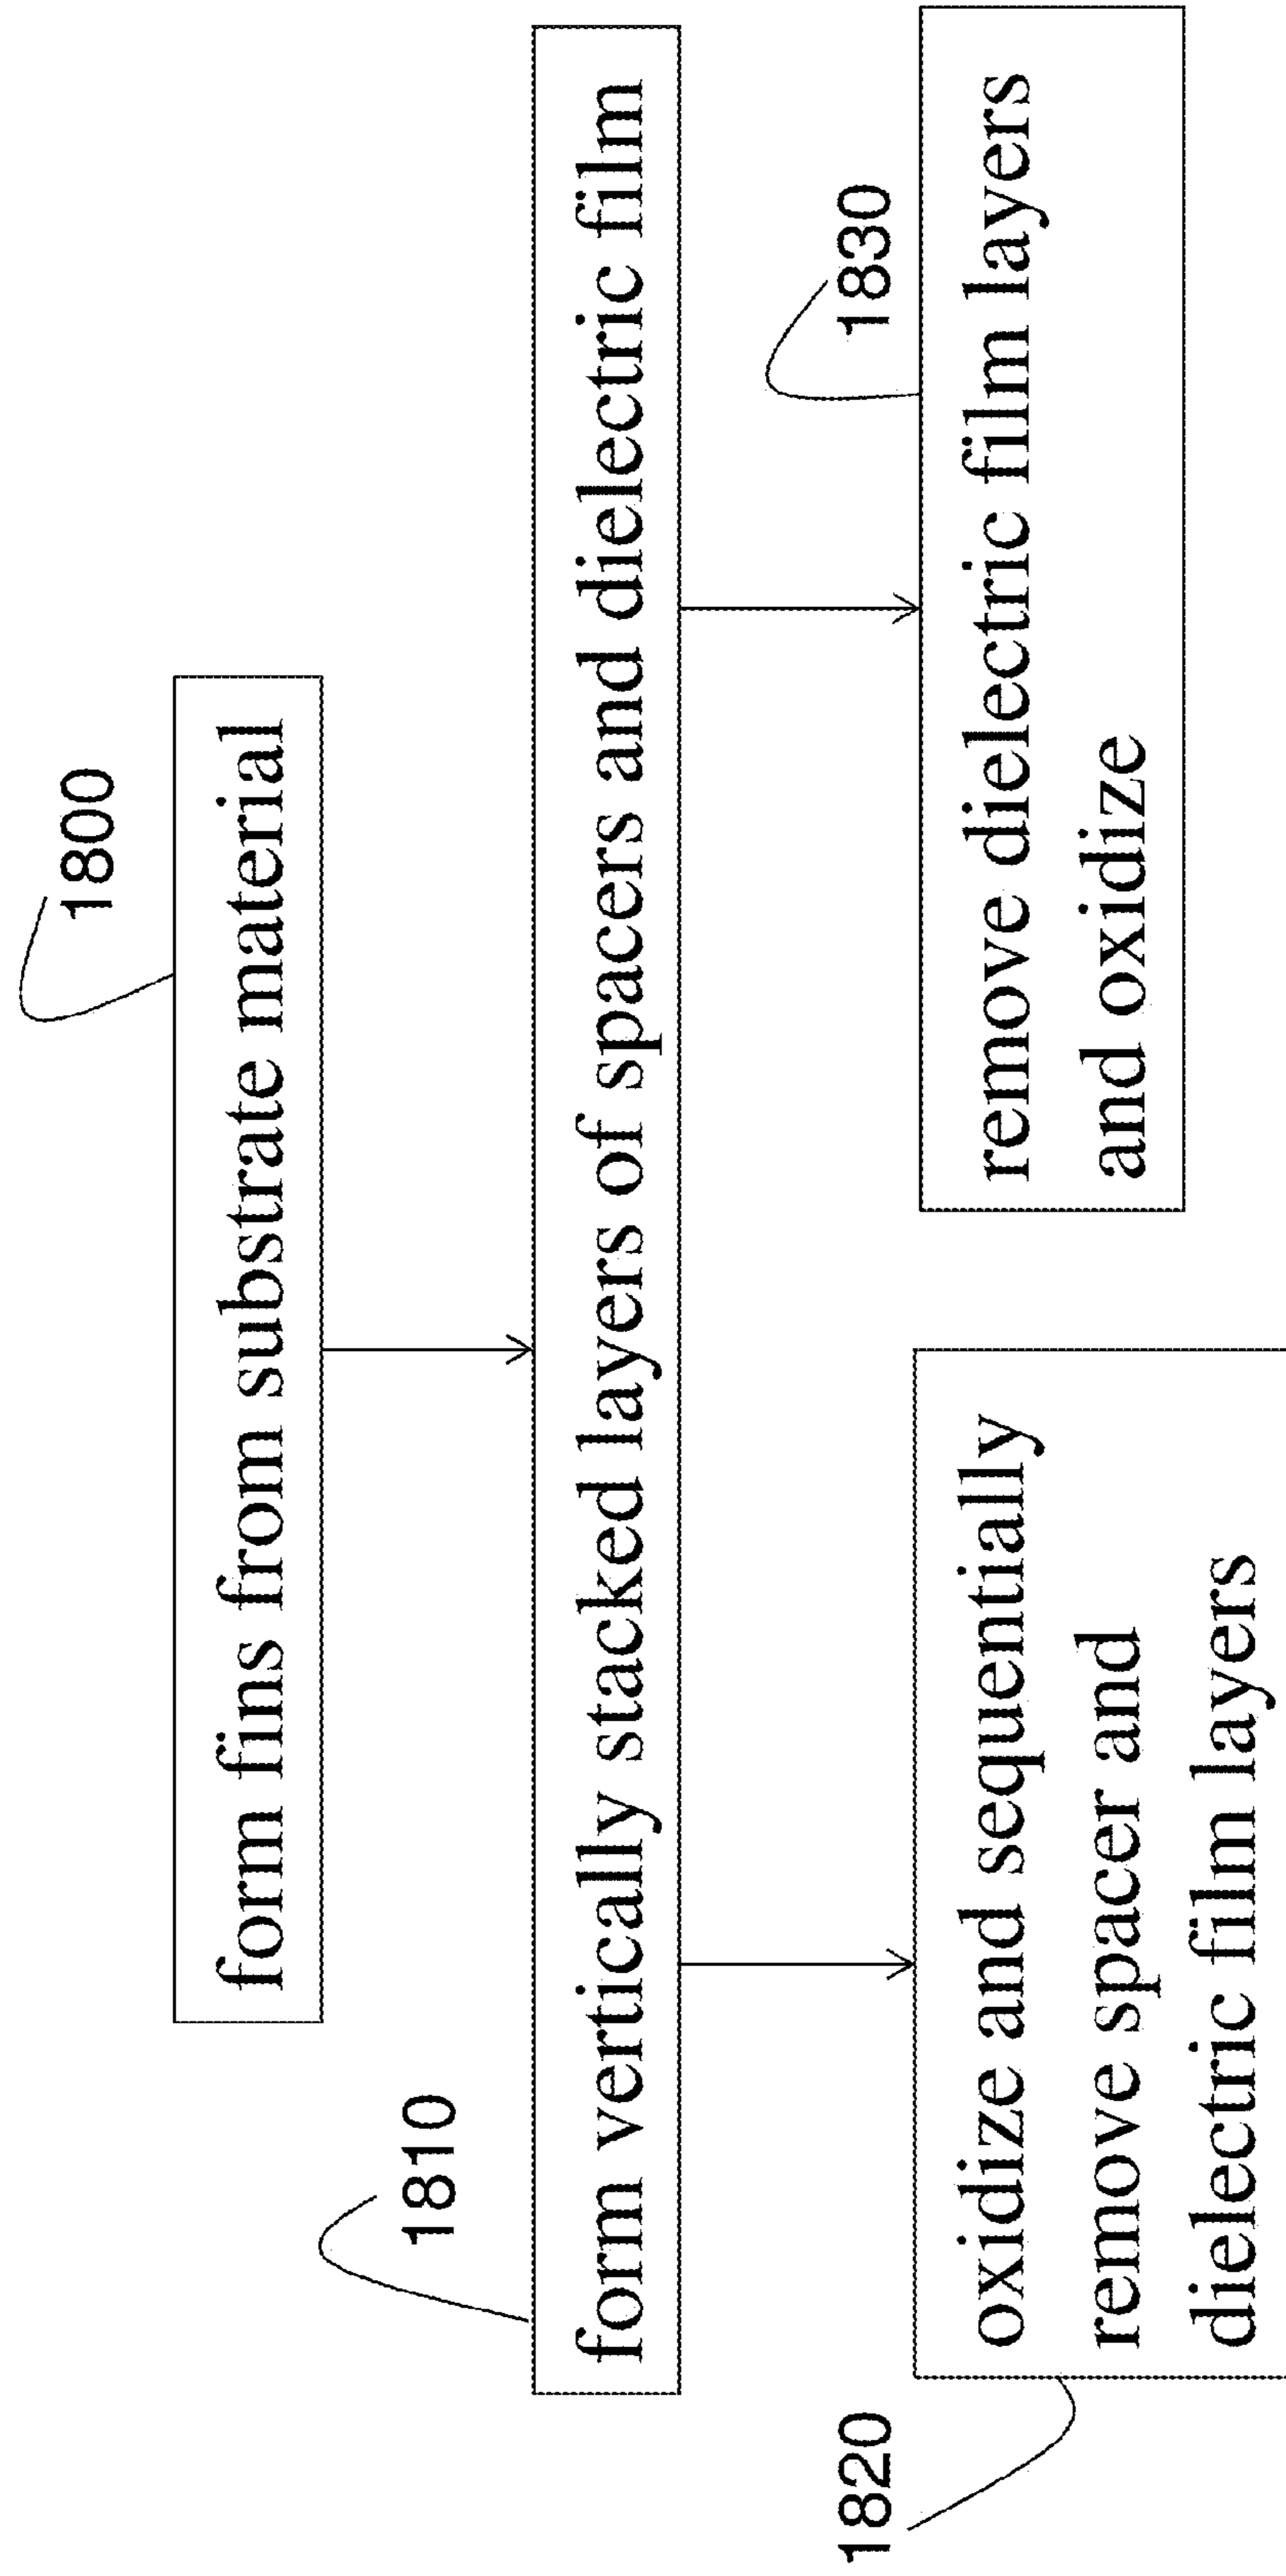 1800
form fins from substrate material
1810
form vertically stacked layers of spacers and dielectric film
1820
oxidize and sequentially
remove spacer and
dielectric film layers
1830
remove dielectric film layers
and oxidize